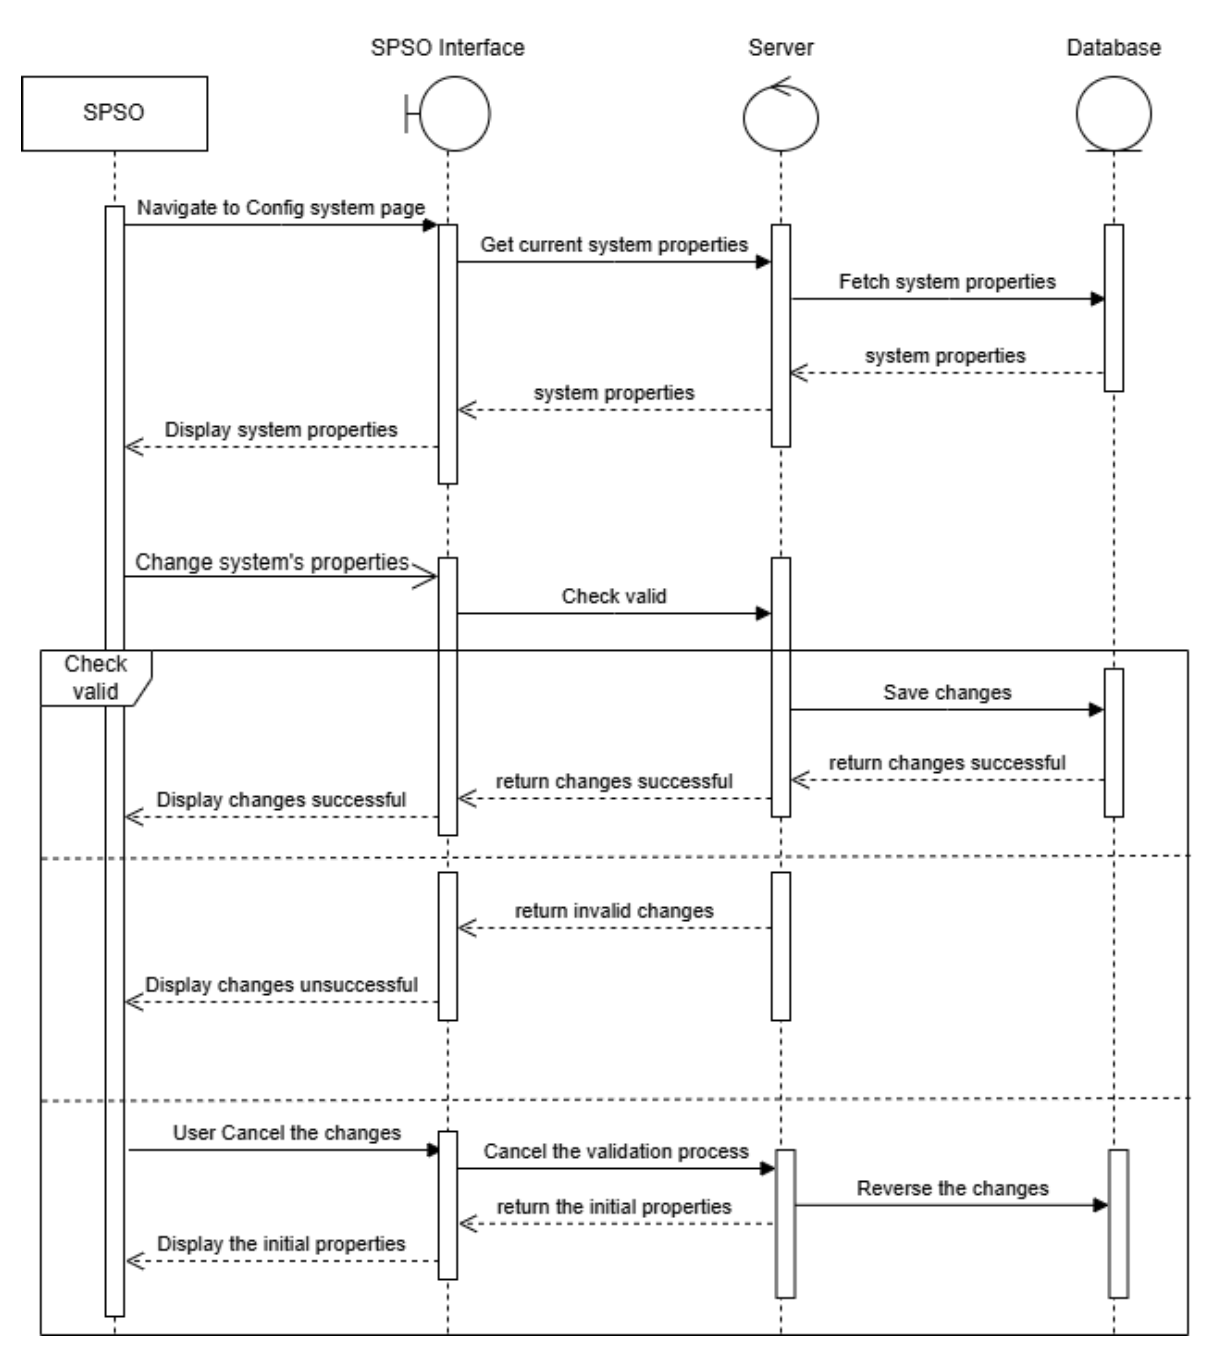 SPSO Interface
Server
Database
SPSO
Navigate to Config system page
Get current system properties
Fetch system properties
system properties
system properties
Display system properties
Change system's properties
Check valid
Check
valid
Save changes
return changes successful
return changes successful
Display changes successful
return invalid changes
Display changes unsuccessful
User Cancel the changes
Cancel the validation process
Reverse the changes
return the initial properties
Display the initial properties